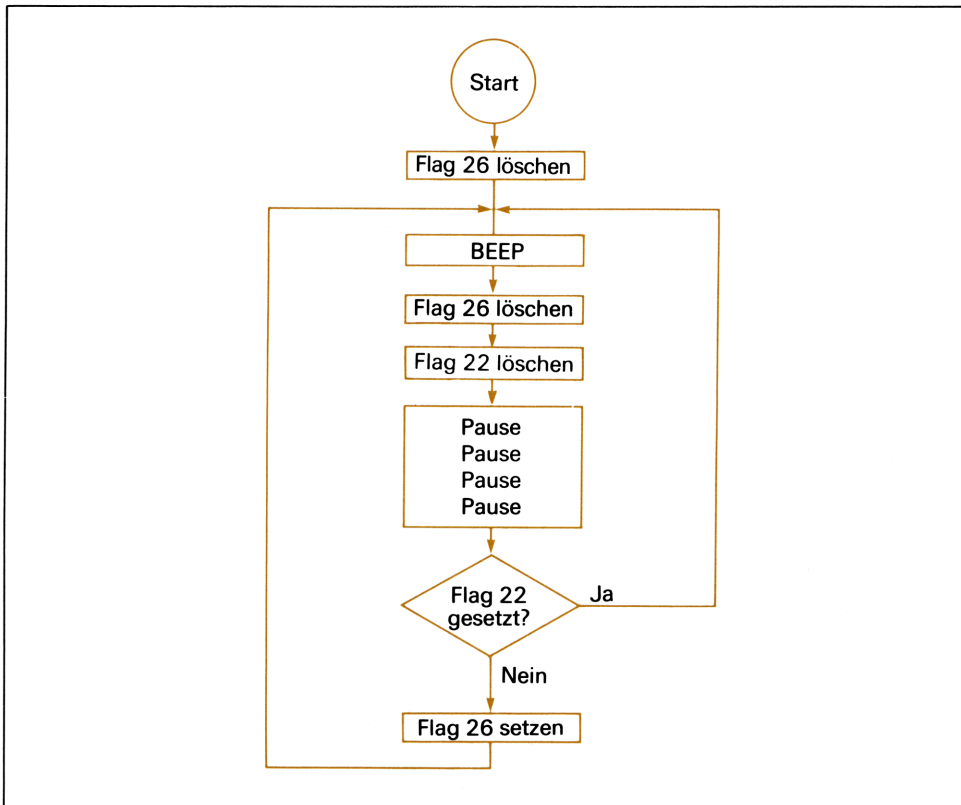 Start
Flag 26 löschen
BEEP
Flag 26 löschen
Flag 22 löschen
Pause
Pause
Pause
Pause
Flag 22
gesetzt?
Ja
Nein
Flag 26 setzen